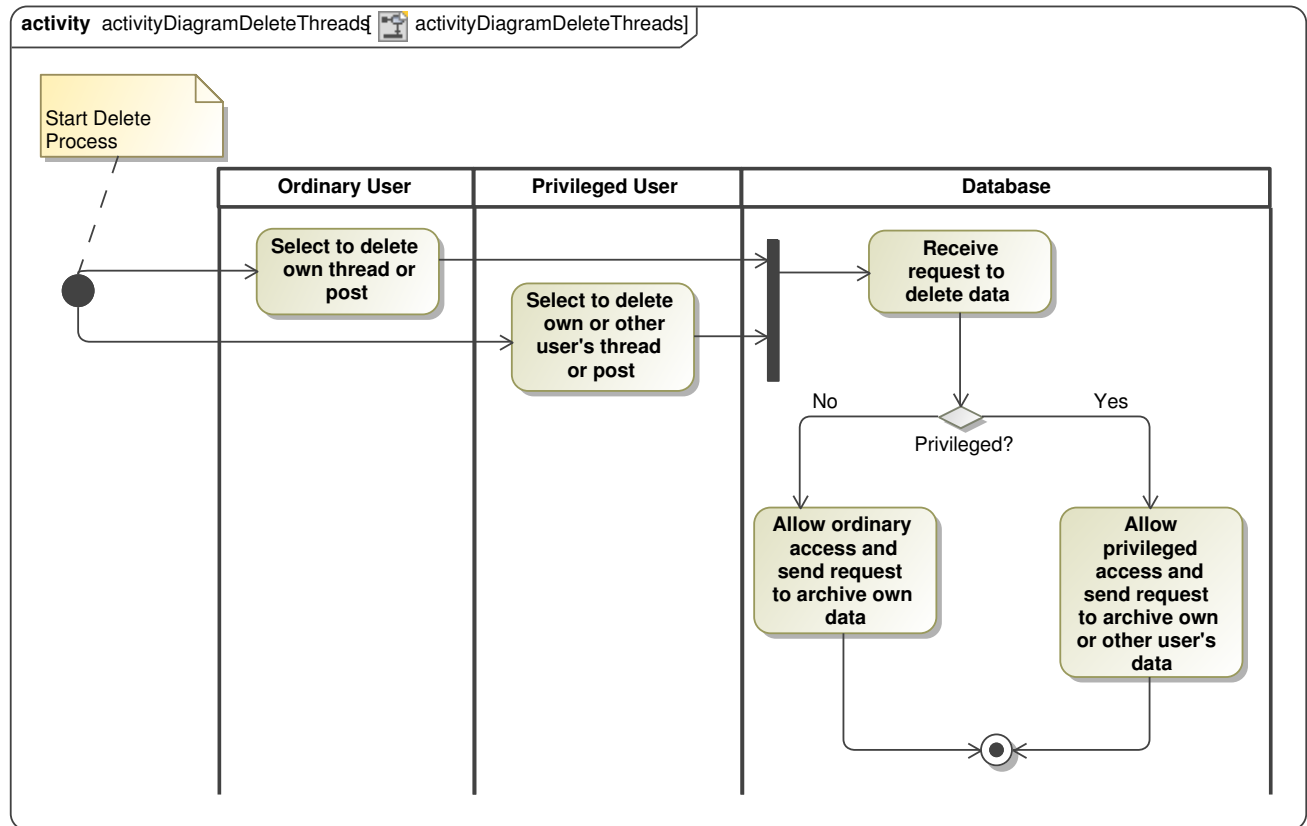 activity activityDiagramDeleteThreads[ activityDiagramDeleteThreads]
Start Delete
Process
Ordinary User
Privileged User
Database
Select to delete
own thread or
post
Select to delete
own or other
user's thread
or post
Receive
request to
delete data
No
Yes
Privileged?
Allow ordinary
access and
send request
to archive own
data
Allow
privileged
access and
send request
to archive own
or other user's
data